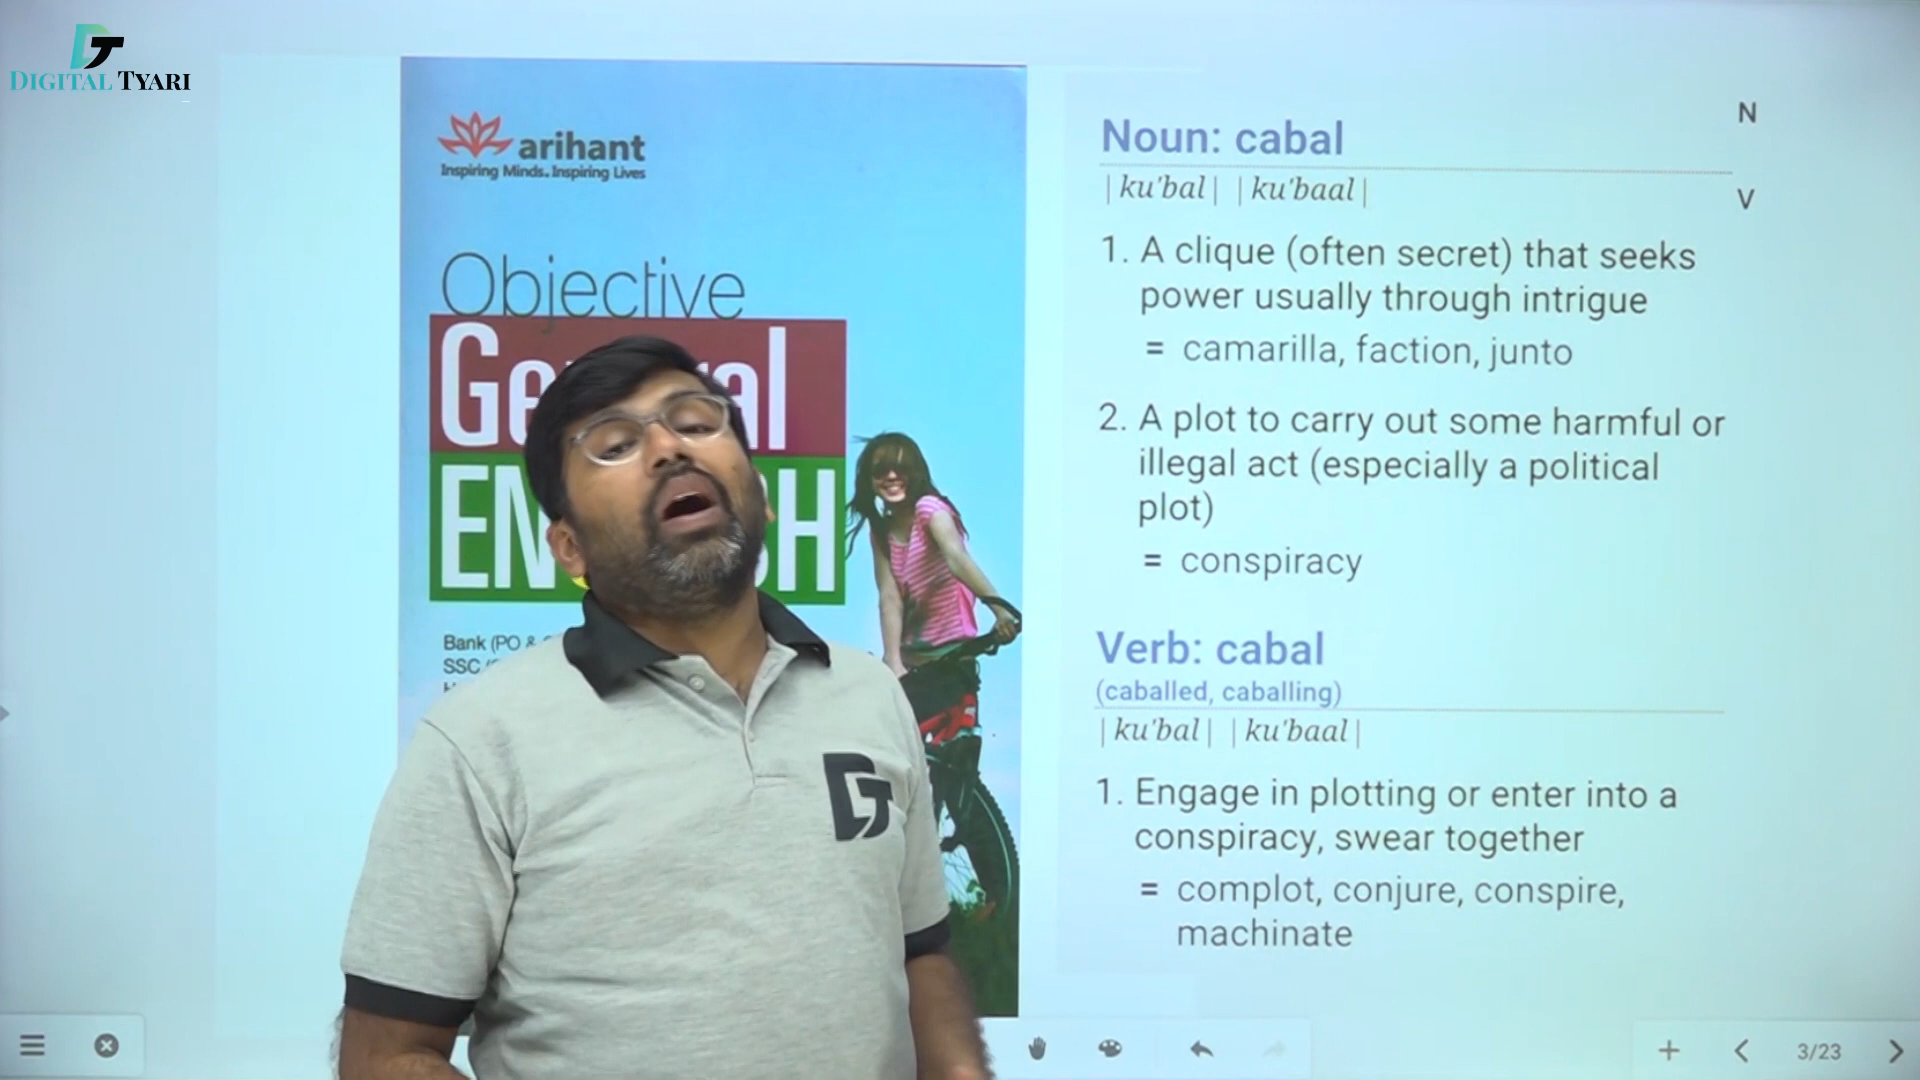 DT
DIGITAL TYARI
arihant
Inspiring Minds. Inspiring Lives
Objective
Bank (PO &
SSC
DT
N
V
Noun: cabal
|ku'bal| |ku'baal|
1. A clique (often secret) that seeks
power usually through intrigue
= camarilla, faction, junto
2. A plot to carry out some harmful or
illegal act (especially a political
plot)
= conspiracy
Verb: cabal
(caballed, caballing)
|ku'bal| |ku'baal|
1. Engage in plotting or enter into a
conspiracy, swear together
= complot, conjure, conspire,
machinate
3/23